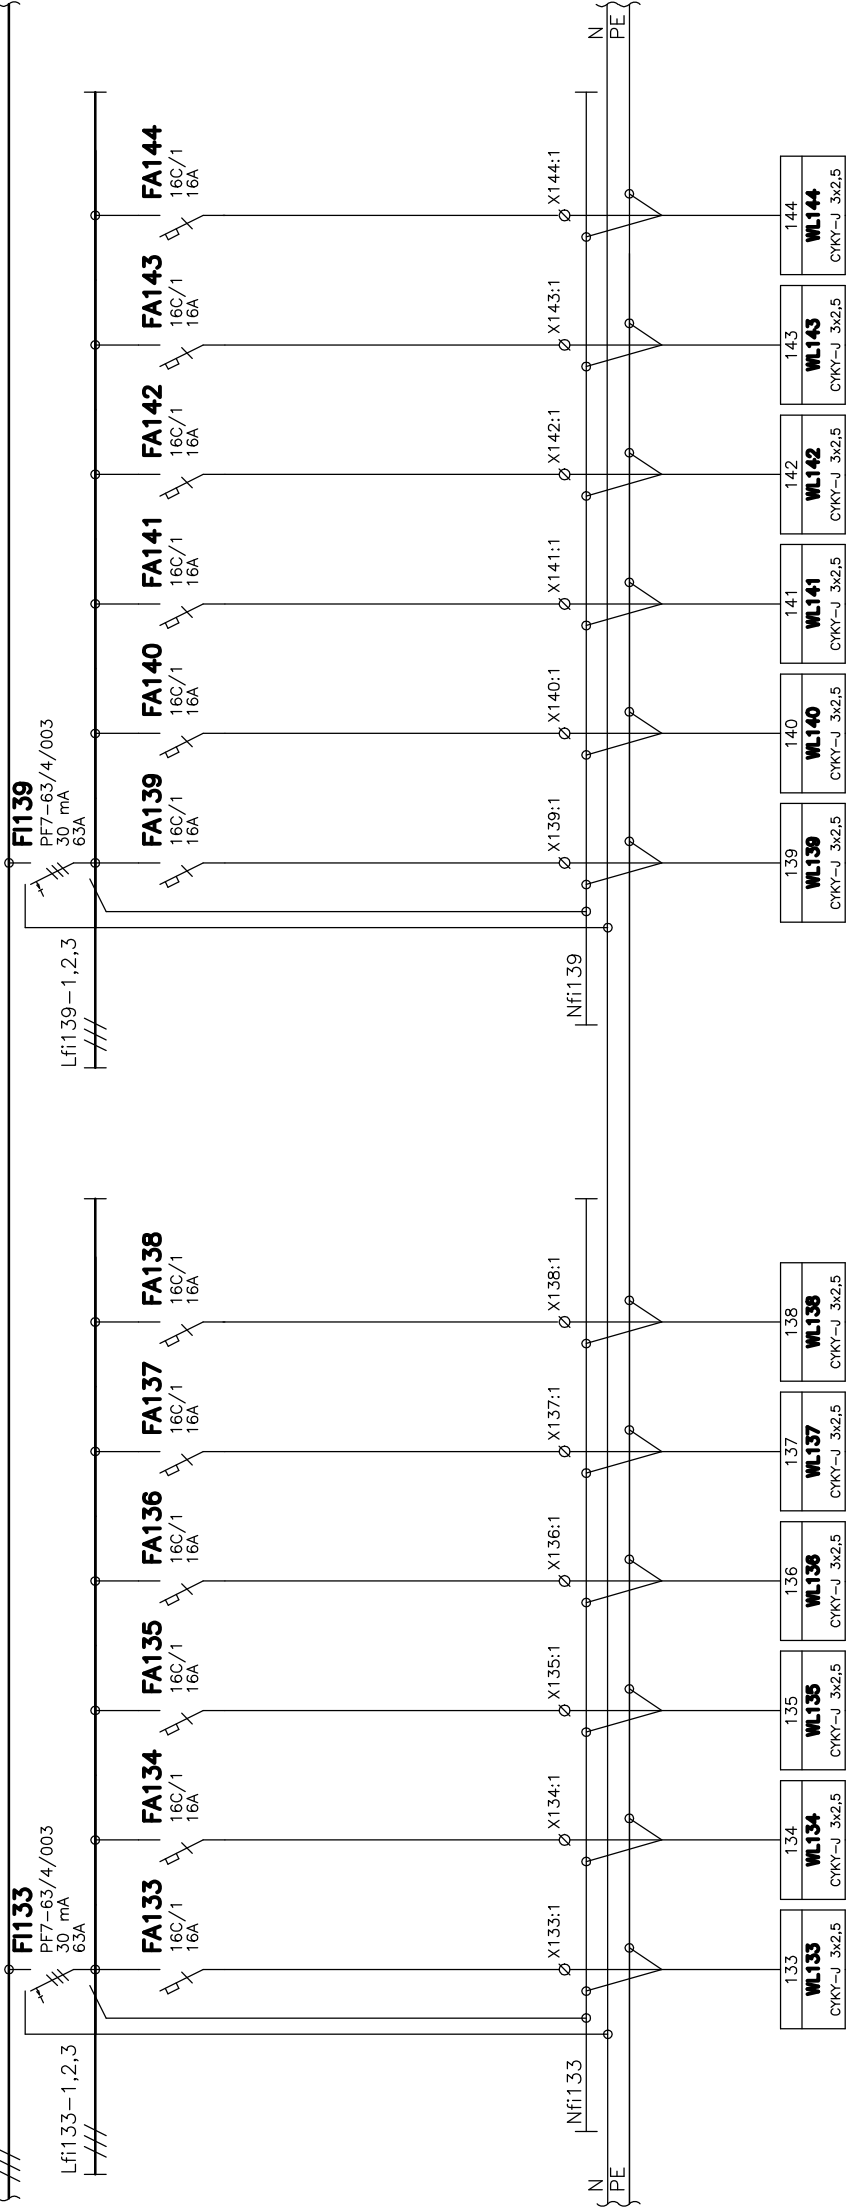 FI133
PF7-63/4/003
30 mA
63A
Lfi133-1,2,3
FA133
16C/1
16A
FA134
16C/1
16A
FA135
16C/1
16A
FA136
16C/1
16A
FA137
16C/1
16A
FA138
16C/1
16A
X133:1
X134:1
X135:1
X136:1
X137:1
X138:1
Nfi133
N
PE
133
WL133
CYKY-J 3x2,5
134
WL134
CYKY-J 3x2,5
135
WL135
CYKY-J 3x2,5
136
WL136
CYKY-J 3x2,5
137
WL137
CYKY-J 3x2,5
138
WL138
CYKY-J 3x2,5
FI139
PF7-63/4/003
30 mA
63A
Lfi139-1,2,3
FA139
16C/1
16A
FA140
16C/1
16A
FA141
16C/1
16A
FA142
16C/1
16A
FA143
16C/1
16A
FA144
16C/1
16A
X139:1
X140:1
X141:1
X142:1
X143:1
X144:1
Nfi139
N
PE
139
WL139
CYKY-J 3x2,5
140
WL140
CYKY-J 3x2,5
141
WL141
CYKY-J 3x2,5
142
WL142
CYKY-J 3x2,5
143
WL143
CYKY-J 3x2,5
144
WL144
CYKY-J 3x2,5